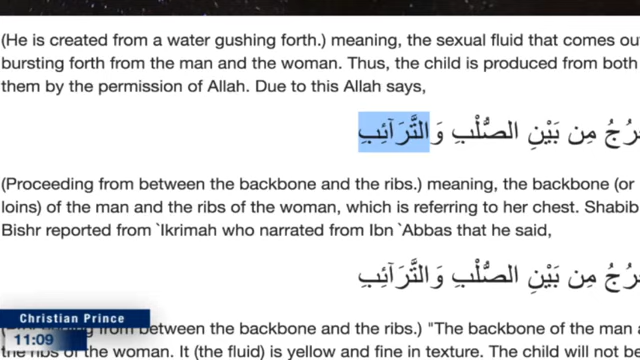 (He is created from a water gushing forth.) meaning, the sexual fluid that comes
bursting forth from the man and the woman. Thus, the child is produced from both
them by the permission of Allah. Due to this Allah says,
مِن بَيْنِ الصُّلْبِ وَالتَّرَآئِبِ
(Proceeding from between the backbone and the ribs.) meaning, the backbone (or
loins) of the man and the ribs of the woman, which is referring to her chest. Shabib
Bishr reported from `Ikrimah who narrated from Ibn `Abbas that he said,
مِن بَيْنِ الصُّلْبِ وَالتَّرَآئِبِ
Christian Prince
from between the backbone and the ribs.) "The backbone of the man
11:09
the ribs of the woman. It (the fluid) is yellow and fine in texture. The child will not be